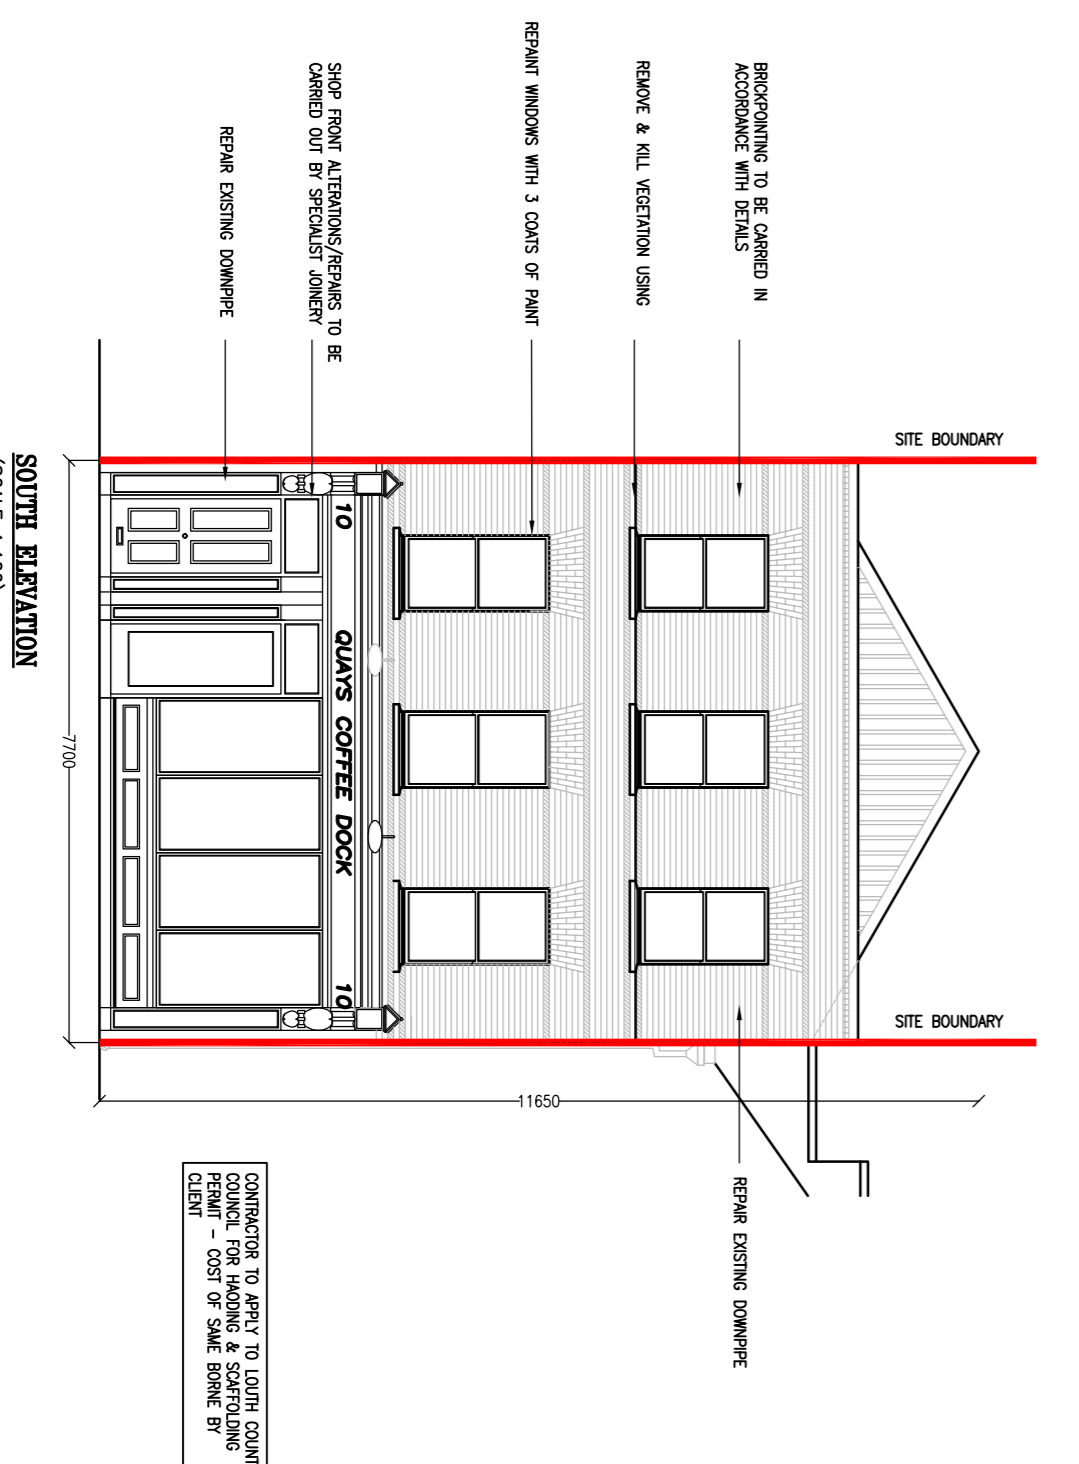 SITE BOUNDARY
SITE BOUNDARY
BRICKPOINTING TO BE CARRIED IN
ACCORDANCE WITH DETAILS
REMOVE & KILL VEGETATION USING
REPAINT WINDOWS WITH 3 COATS OF PAINT
SHOP FRONT ALTERATIONS/REPAIRS TO BE
CARRIED OUT BY SPECIALIST JOINERY
REPAIR EXISTING DOWNPIPE
REPAIR EXISTING DOWNPIPE
10 QUAYS COFFEE DOCK 10
11650
7700
CONTRACTOR TO APPLY TO LOUTH COUNT
COUNCIL FOR HAODING & SCAFFOLDING
PERMIT - COST OF SAME BORNE BY
CLIENT
SOUTH ELEVATION